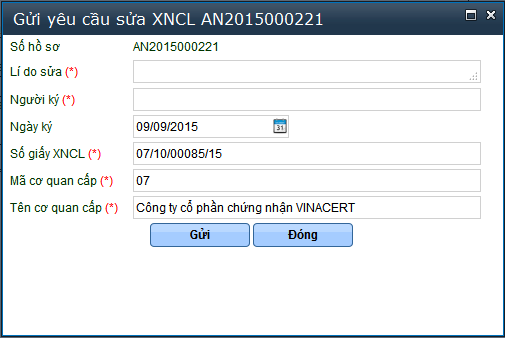 Gửi yêu cầu sửa XNCL AN2015000221
Số hồ sơ AN2015000221
Lí do sửa (*)
Người ký (*)
Ngày ký 09/09/2015 31
Số giấy XNCL (*) 07/10/00085/15
Mã cơ quan cấp (*) 07
Tên cơ quan cấp (*) Công ty cổ phần chứng nhận VINACERT
Gửi Đóng